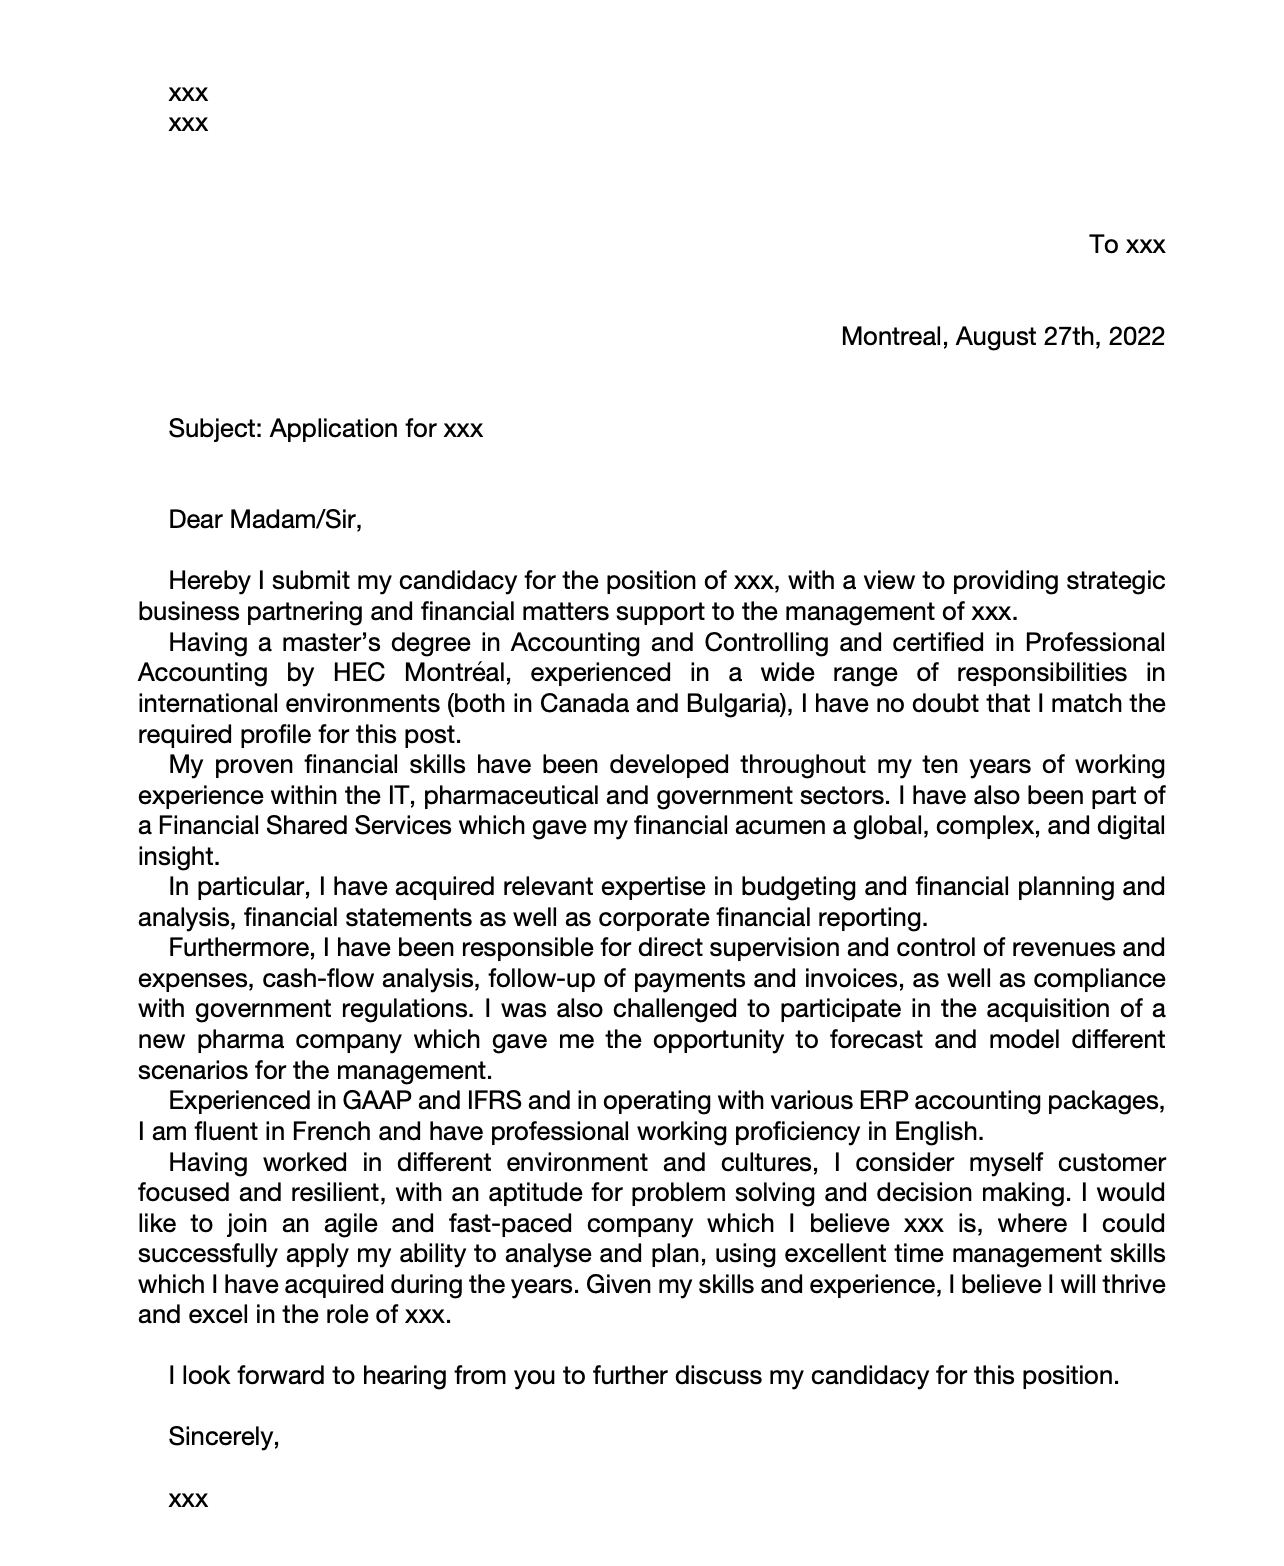 xxx
xxx
To xxx
Montreal, August 27th, 2022
Subject: Application for xxx
Dear Madam/Sir,
Hereby I submit my candidacy for the position of xxx, with a view to providing strategic
business partnering and financial matters support to the management of xxx.
Having a master’s degree in Accounting and Controlling and certified in Professional
Accounting by HEC Montréal, experienced in a wide range of responsibilities in
international environments (both in Canada and Bulgaria), I have no doubt that I match the
required profile for this post.
My proven financial skills have been developed throughout my ten years of working
experience within the IT, pharmaceutical and government sectors. I have also been part of
a Financial Shared Services which gave my financial acumen a global, complex, and digital
insight.
In particular, I have acquired relevant expertise in budgeting and financial planning and
analysis, financial statements as well as corporate financial reporting.
Furthermore, I have been responsible for direct supervision and control of revenues and
expenses, cash-flow analysis, follow-up of payments and invoices, as well as compliance
with government regulations. I was also challenged to participate in the acquisition of a
new pharma company which gave me the opportunity to forecast and model different
scenarios for the management.
Experienced in GAAP and IFRS and in operating with various ERP accounting packages,
I am fluent in French and have professional working proficiency in English.
Having worked in different environment and cultures, I consider myself customer
focused and resilient, with an aptitude for problem solving and decision making. I would
like to join an agile and fast-paced company which I believe xxx is, where I could
successfully apply my ability to analyse and plan, using excellent time management skills
which I have acquired during the years. Given my skills and experience, I believe I will thrive
and excel in the role of xxx.
I look forward to hearing from you to further discuss my candidacy for this position.
Sincerely,
xxx